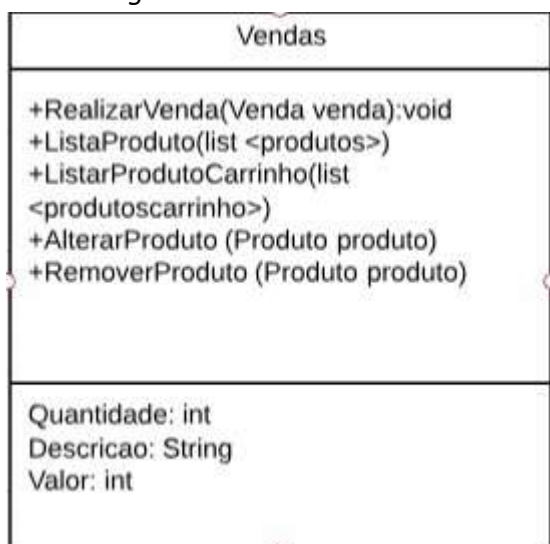 Vendas
+RealizarVenda(Venda venda):void
+ListaProduto(list <produtos>)
+ListarProdutoCarrinho(list
<produtoscarrinho>)
+AlterarProduto (Produto produto)
+RemoverProduto (Produto produto)
Quantidade: int
Descricao: String
Valor: int